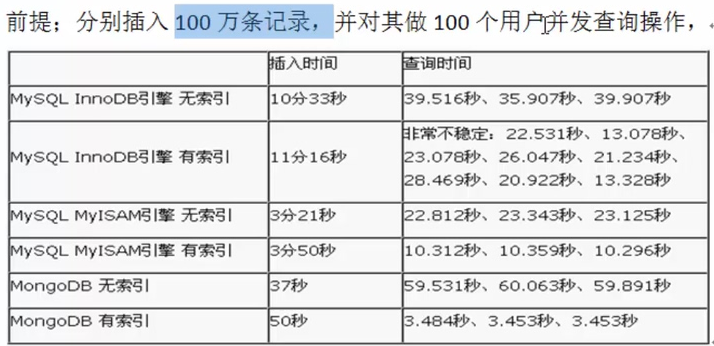 前提；分别插入 100 万条记录，并对其做 100 个用户并发查询操作，
插入时间 查询时间
MySQL InnoDB引擎 无索引 10分33秒 39.516秒、35.907秒、39.907秒
MySQL InnoDB引擎 有索引 11分16秒 非常不稳定：22.531秒、13.078秒、
23.078秒、26.047秒、21.234秒、
28.469秒、20.922秒、13.328秒
MySQL MyISAM引擎 无索引 3分21秒 22.812秒、23.343秒、23.125秒
MySQL MyISAM引擎 有索引 3分50秒 10.312秒、10.359秒、10.296秒
MongoDB 无索引 37秒 59.531秒、60.063秒、59.891秒
MongoDB 有索引 50秒 3.484秒、3.453秒、3.453秒